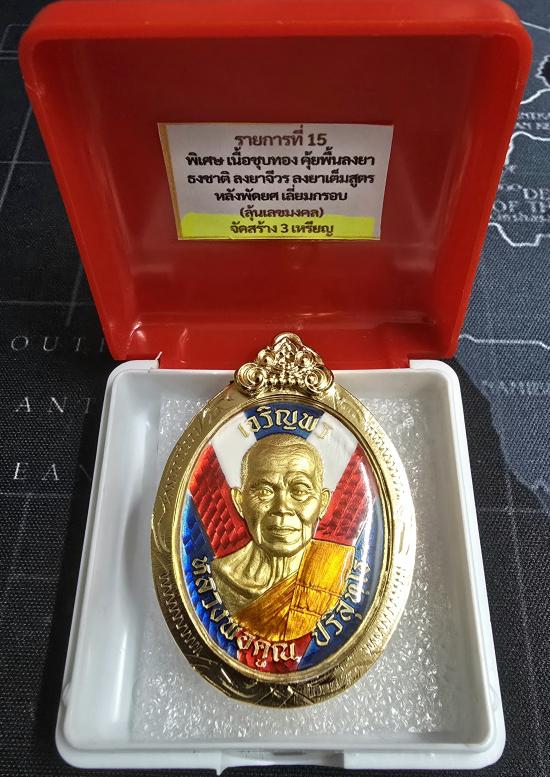 รายการที่ 15
พิเศษ เนื้อชุบทอง คุ้ยพื้นลงยา
ธงชาติ ลงยาจีวร ลงยาเต็มสูตร
หลังพัดยศ เลี่ยมกรอบ
(ลุ้นเลขมงคล)
จัดสร้าง 3 เหรียญ
เจริญพร
หลวงพ่อคูณ ปริสุทฺโธ